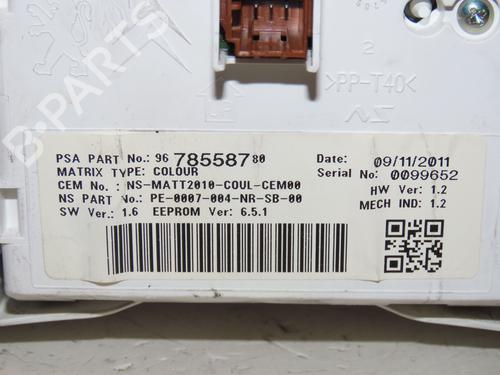 2
>PP-T40<
NS
PSA PART No.: 96 785587 80
MATRIX TYPE: COLOUR
CEM No. : NS-MATT2010-COUL-CEM00
NS PART No.: PE-0007-004-NR-SB-00
SW Ver.: 1.6 EEPROM Ver: 6.5.1
Date: 09/11/2011
Serial No: 0099652
HW Ver: 1.2
MECH IND: 1.2